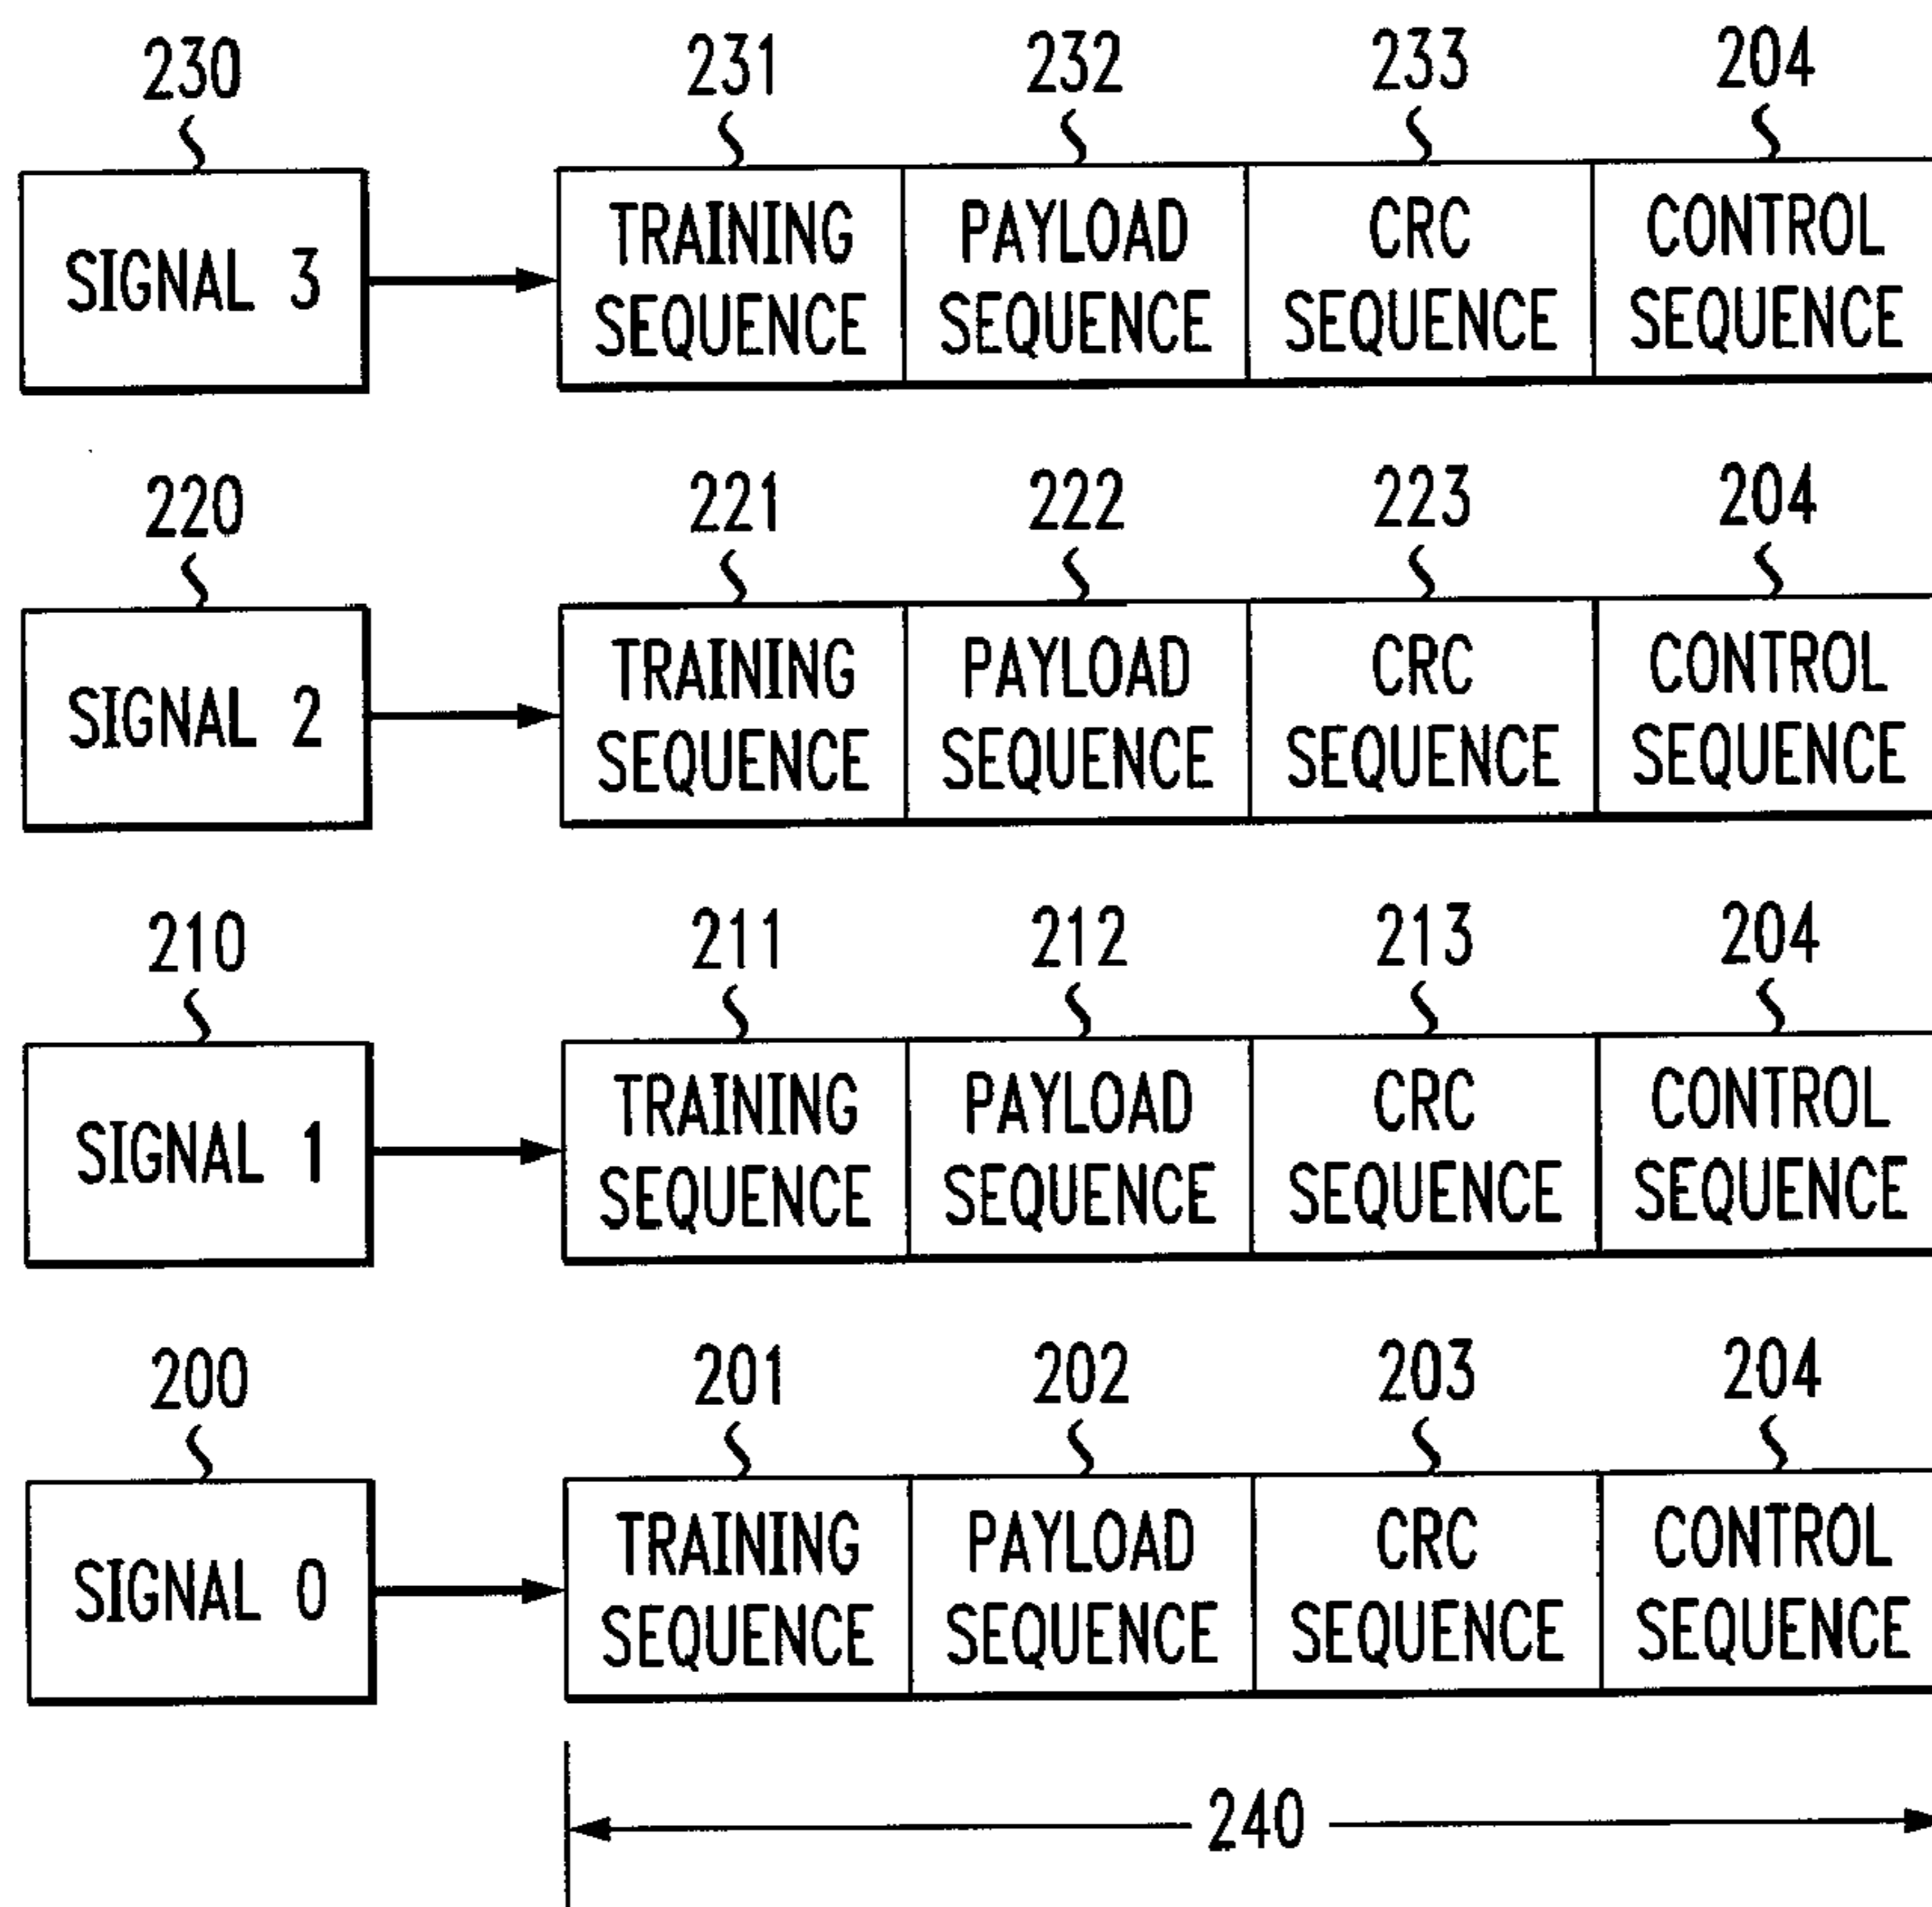 230 231 232 233 204
SIGNAL 3
TRAINING SEQUENCE
PAYLOAD SEQUENCE
CRC SEQUENCE
CONTROL SEQUENCE
220 221 222 223 204
SIGNAL 2
TRAINING SEQUENCE
PAYLOAD SEQUENCE
CRC SEQUENCE
CONTROL SEQUENCE
210 211 212 213 204
SIGNAL 1
TRAINING SEQUENCE
PAYLOAD SEQUENCE
CRC SEQUENCE
CONTROL SEQUENCE
200 201 202 203 204
SIGNAL 0
TRAINING SEQUENCE
PAYLOAD SEQUENCE
CRC SEQUENCE
CONTROL SEQUENCE
240